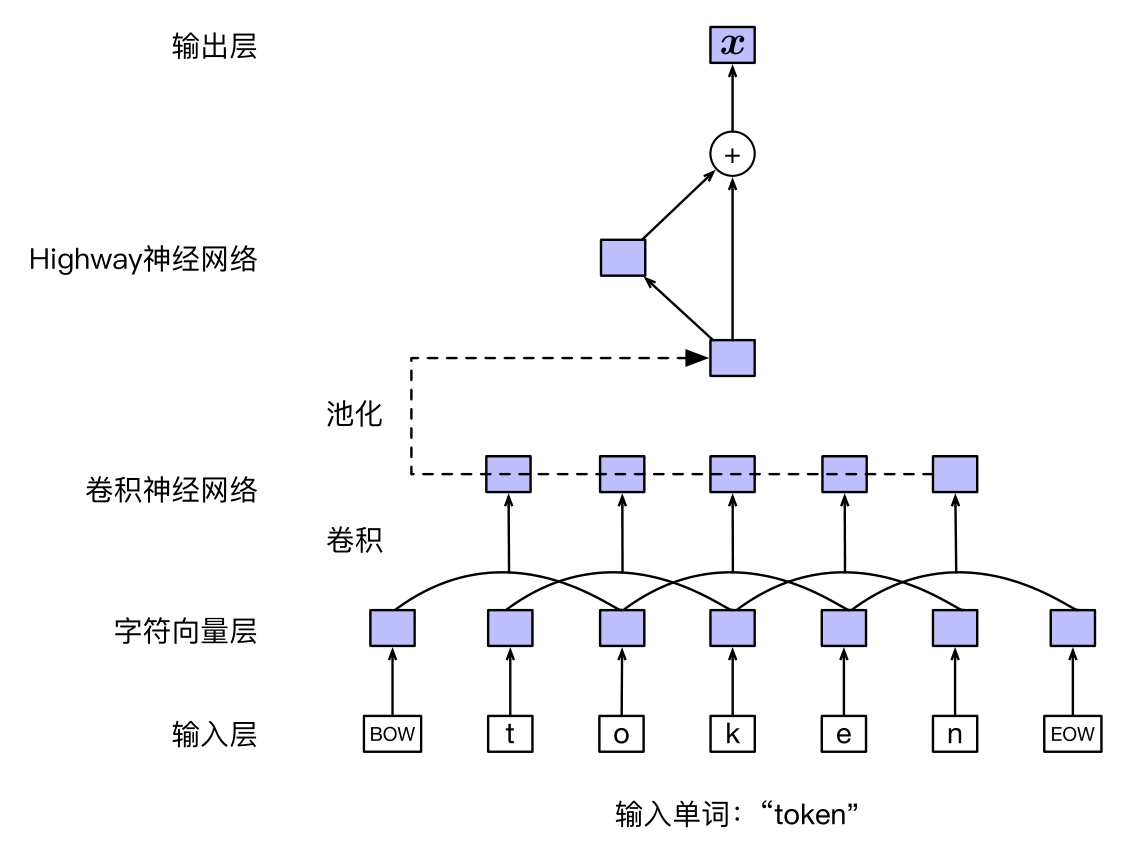 输出层
x
+
Highway神经网络
池化
卷积神经网络
卷积
字符向量层
输入层
BOW t o k e n EOW
输入单词：“token”